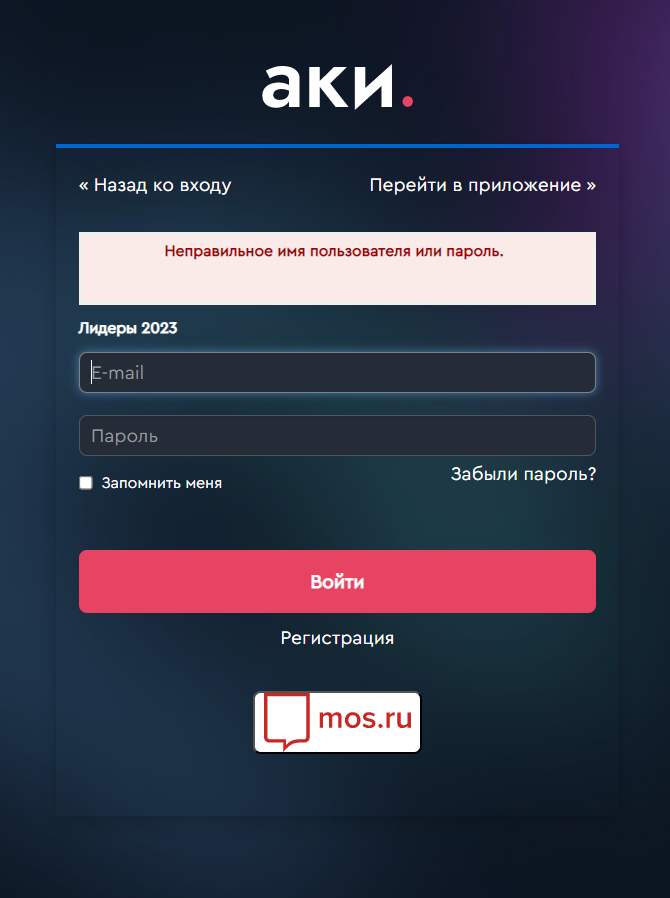 аки.
« Назад ко входу
Перейти в приложение »
Неправильное имя пользователя или пароль.
Лидеры 2023
E-mail
Пароль
Запомнить меня
Забыли пароль?
Войти
Регистрация
mos.ru